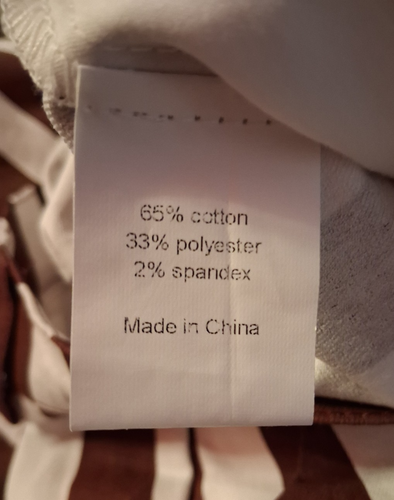 65% cotton
33% polyester
2% spandex
Made in China